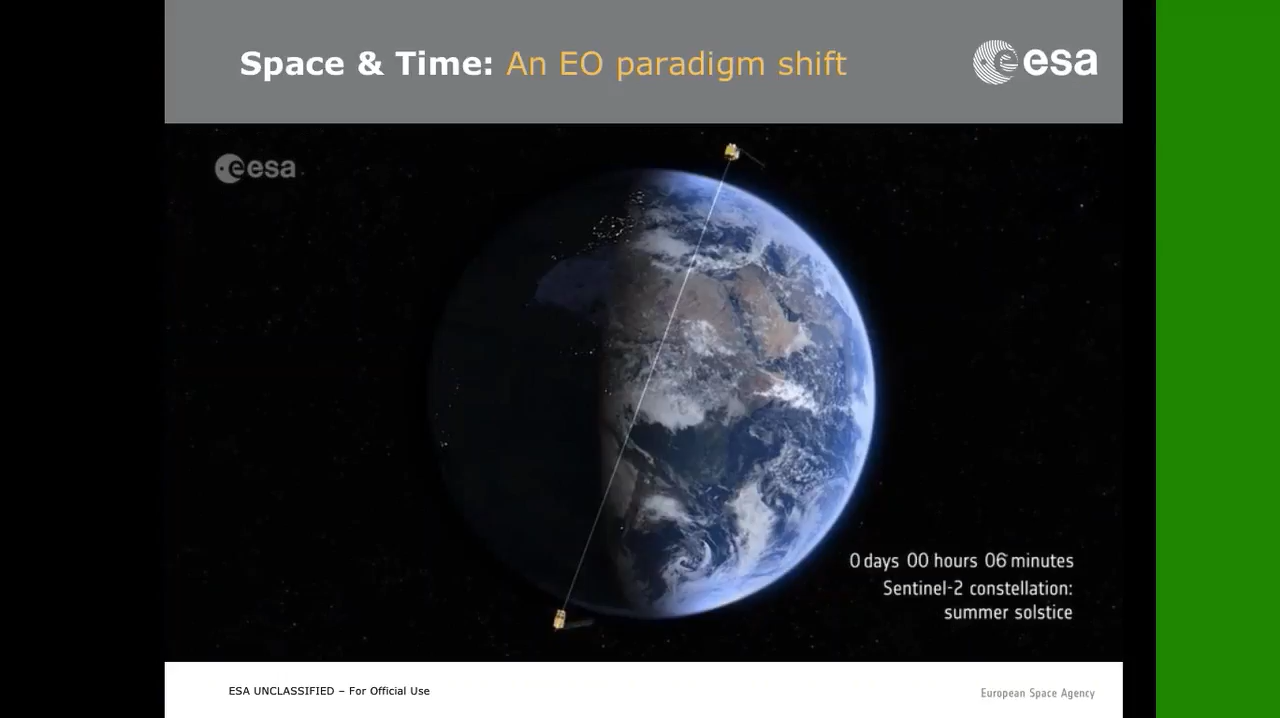 Space & Time: An EO paradigm shift
esa
esa
0 days 00 hours 06 minutes
Sentinel-2 constellation:
summer solstice
ESA UNCLASSIFIED – For Official Use
European Space Agency